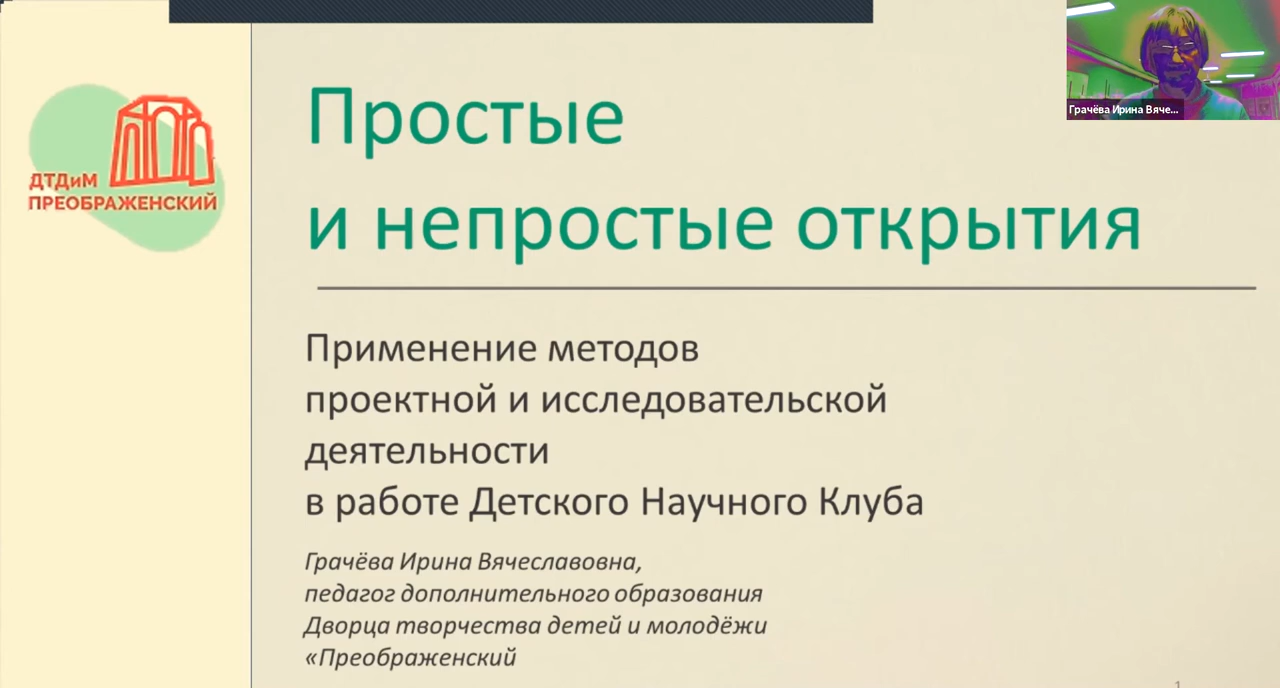 ДТДиМ
ПРЕОБРАЖЕНСКИЙ
Простые
и непростые открытия
Грачёва Ирина Вяче...
Применение методов
проектной и исследовательской
деятельности
в работе Детского Научного Клуба
Грачёва Ирина Вячеславовна,
педагог дополнительного образования
Дворца творчества детей и молодёжи
«Преображенский
1